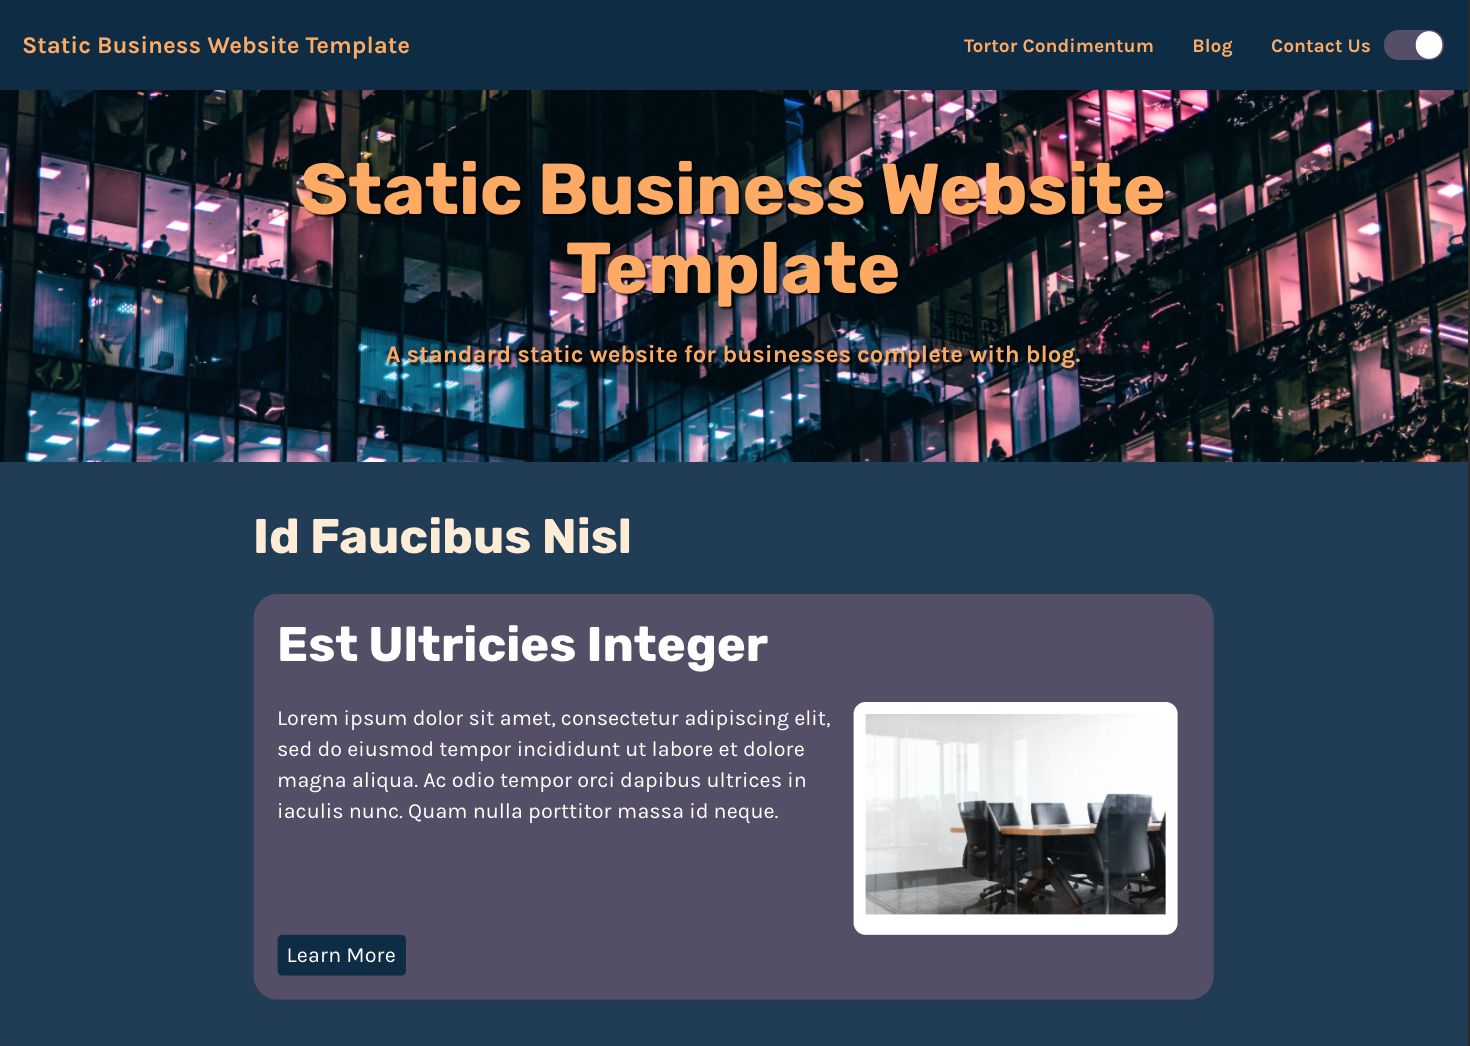 Static Business Website Template
Tortor Condimentum
Blog
Contact Us
Static Business Website
Template
A standard static website for businesses complete with blog.
Id Faucibus Nisl
Est Ultricies Integer
Lorem ipsum dolor sit amet, consectetur adipiscing elit,
sed do eiusmod tempor incididunt ut labore et dolore
magna aliqua. Ac odio tempor orci dapibus ultrices in
iaculis nunc. Quam nulla porttitor massa id neque.
Learn More